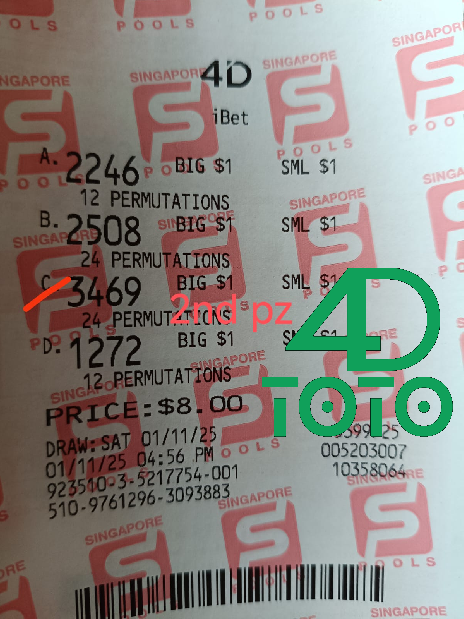 SINGAPORE
POOLS
4D
iBet
A. 2246 BIG $1 SML $1
12 PERMUTATIONS
B. 2508 BIG $1 SML $1
24 PERMUTATIONS
C. 3469 BIG $1 SML $1
2nd pz
24 PERMUTATIONS
D. 1272 BIG $1
12 PERMUTATIONS
4D
TOTO
PRICE:$8.00
DRAW:SAT 01/11/25
01/11/25 04:56 PM 005203007
923510-3-5217754-001 10358064
510-9761296-3093883